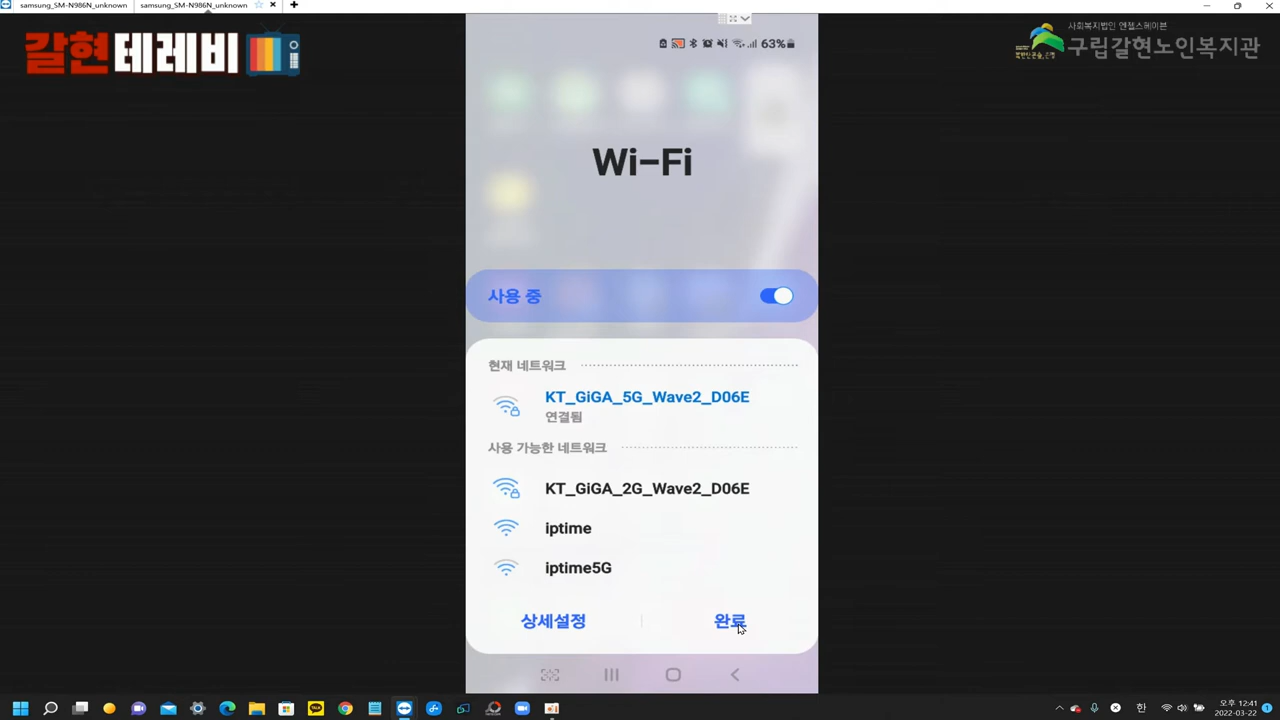 samsung_SM-N986N_unknown
samsung_SM-N986N_unknown
갈현테레비
사회복지법인 엔젤스헤이븐
구립갈현노인복지관
63%
Wi-Fi
사용 중
현재 네트워크
KT_GiGA_5G_Wave2_D06E
연결됨
사용 가능한 네트워크
KT_GiGA_2G_Wave2_D06E
iptime
iptime5G
상세설정
완료
TALK
한
오후 12:41
2022-03-22